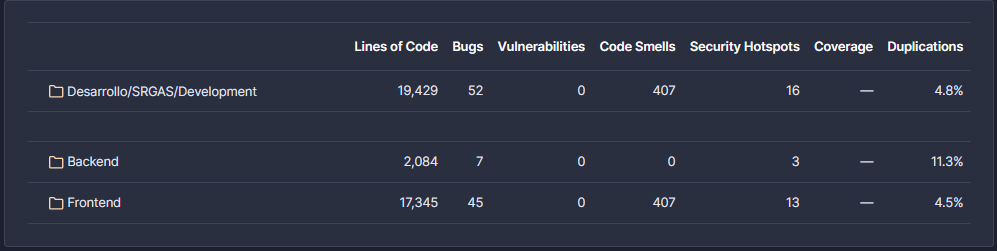 Lines of Code Bugs Vulnerabilities Code Smells Security Hotspots Coverage Duplications
Desarrollo/SRGAS/Development 19,429 52 0 407 16 — 4.8%
Backend 2,084 7 0 0 3 — 11.3%
Frontend 17,345 45 0 407 13 — 4.5%